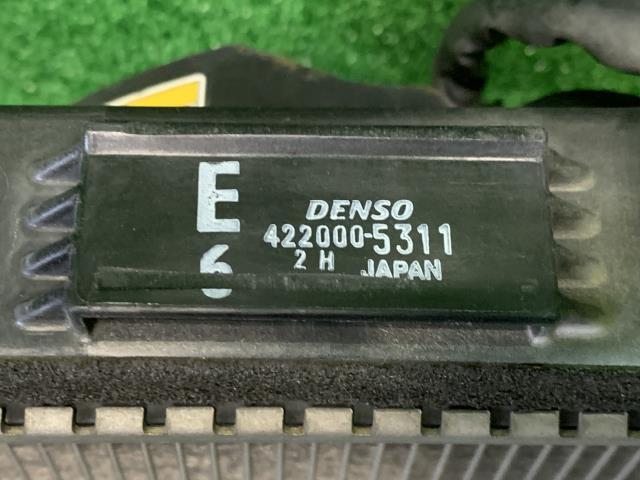 E
DENSO
422000-5311
6
2 H
JAPAN